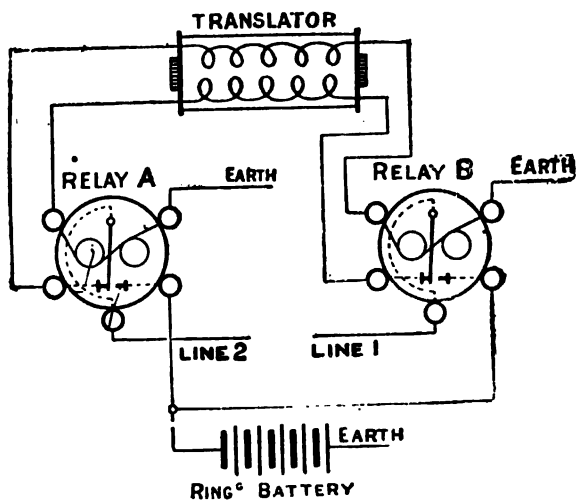 TRANSLATOR
RELAY A
EARTH
RELAY B
EARTH
LINE 2
LINE 1
EARTH
RINGG BATTERY